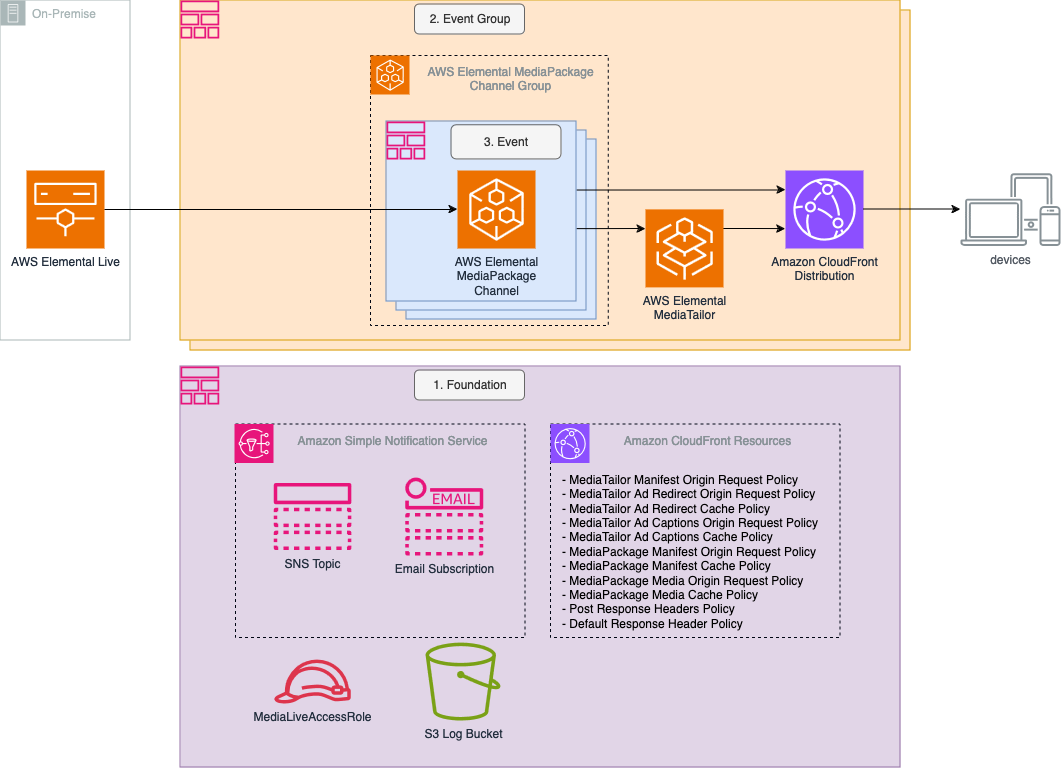 On-Premise
2. Event Group
AWS Elemental MediaPackage
Channel Group
3. Event
AWS Elemental Live
AWS Elemental
MediaPackage
Channel
AWS Elemental
MediaTailor
Amazon CloudFront
Distribution
devices
1. Foundation
Amazon Simple Notification Service
EMAIL
SNS Topic
Email Subscription
Amazon CloudFront Resources
- MediaTailor Manifest Origin Request Policy
- MediaTailor Ad Redirect Origin Request Policy
- MediaTailor Ad Redirect Cache Policy
- MediaTailor Ad Captions Origin Request Policy
- MediaTailor Ad Captions Cache Policy
- MediaPackage Manifest Origin Request Policy
- MediaPackage Manifest Cache Policy
- MediaPackage Media Origin Request Policy
- MediaPackage Media Cache Policy
- Post Response Headers Policy
- Default Response Header Policy
MediaLiveAccessRole
S3 Log Bucket